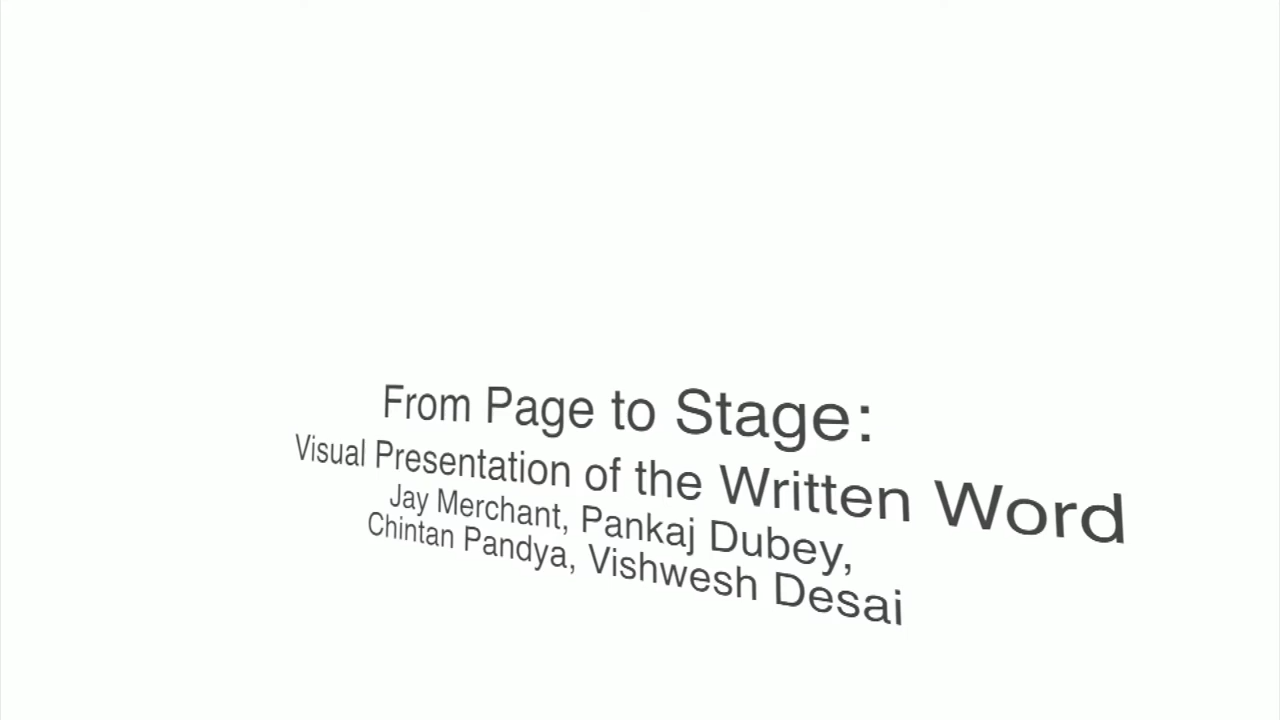 From Page to Stage:
Visual Presentation of the Written Word
Jay Merchant, Pankaj Dubey,
Chintan Pandya, Vishwesh Desai